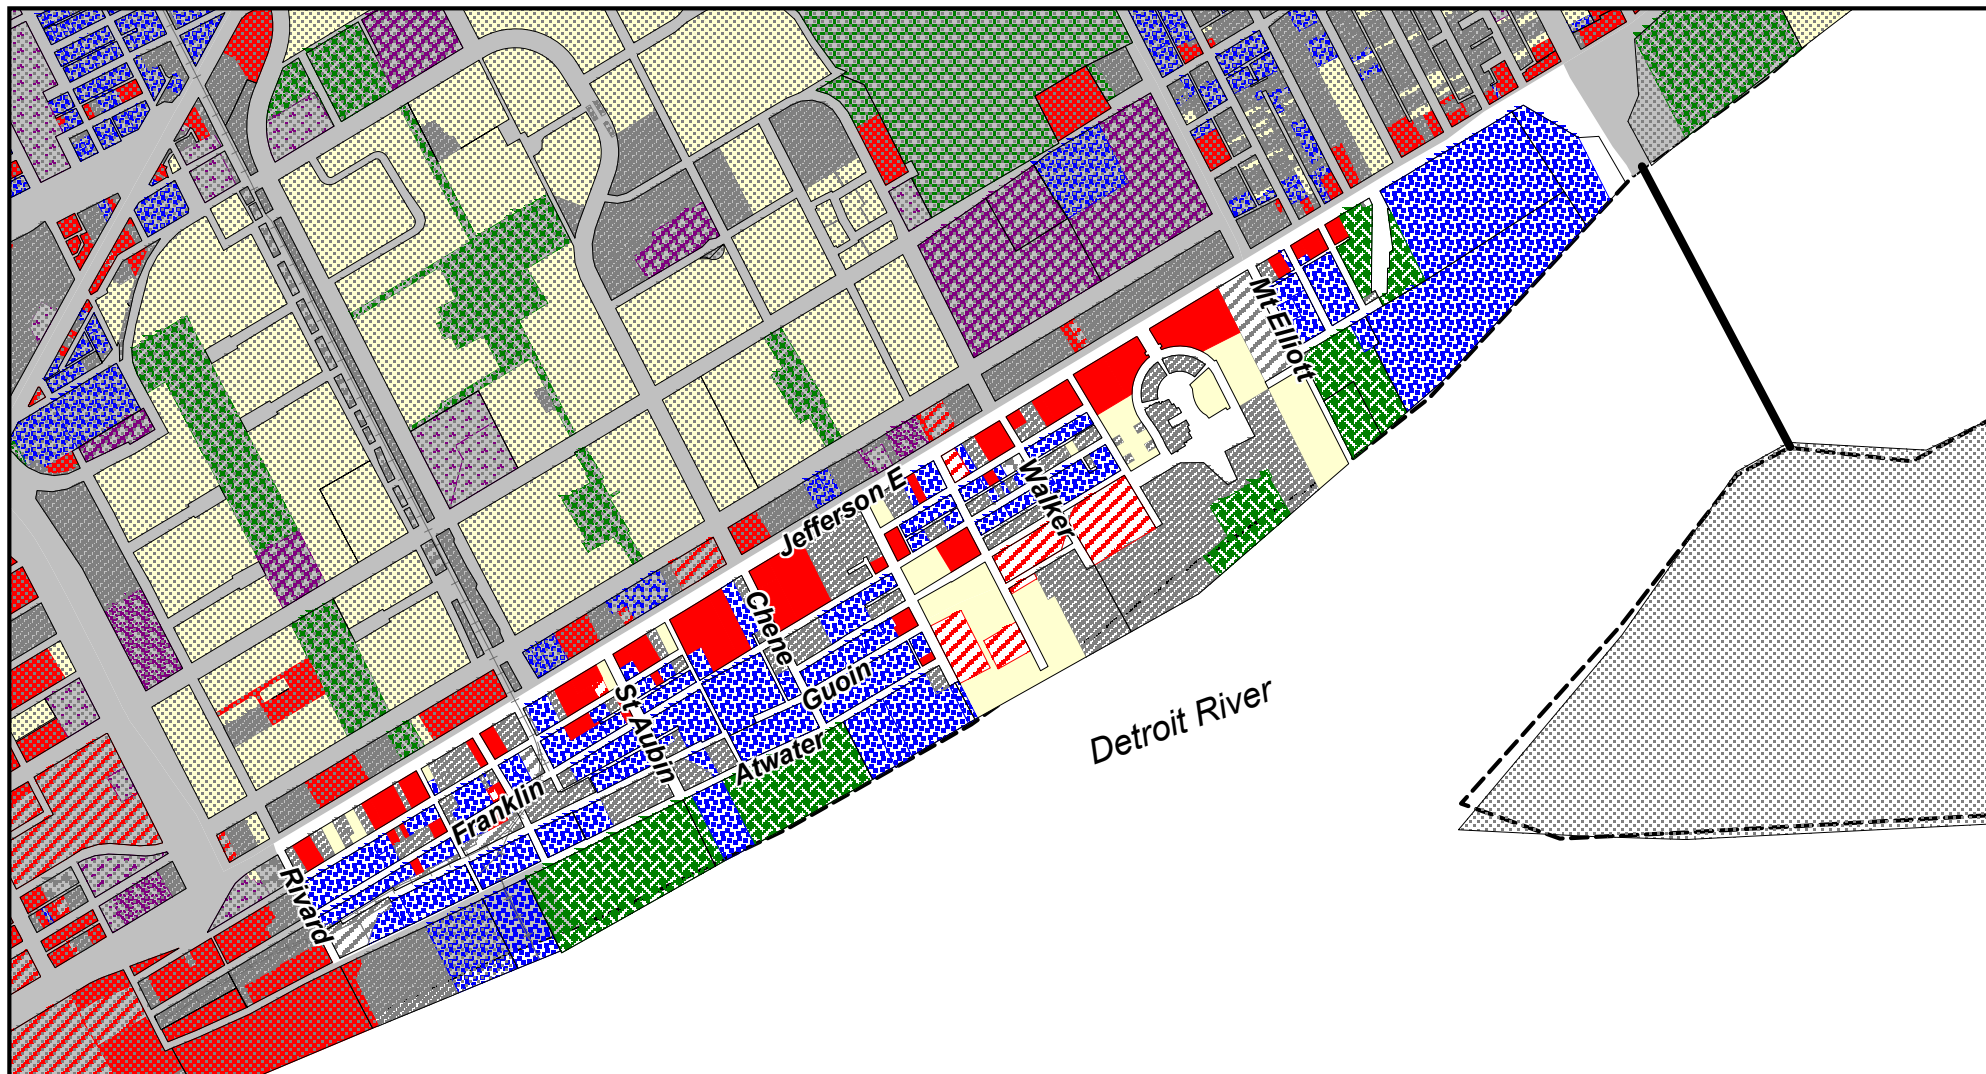 Mt Elliott
Jefferson E
Walker
Chene
Guoin
St Aubin
Atwater
Detroit River
Franklin
Rivard